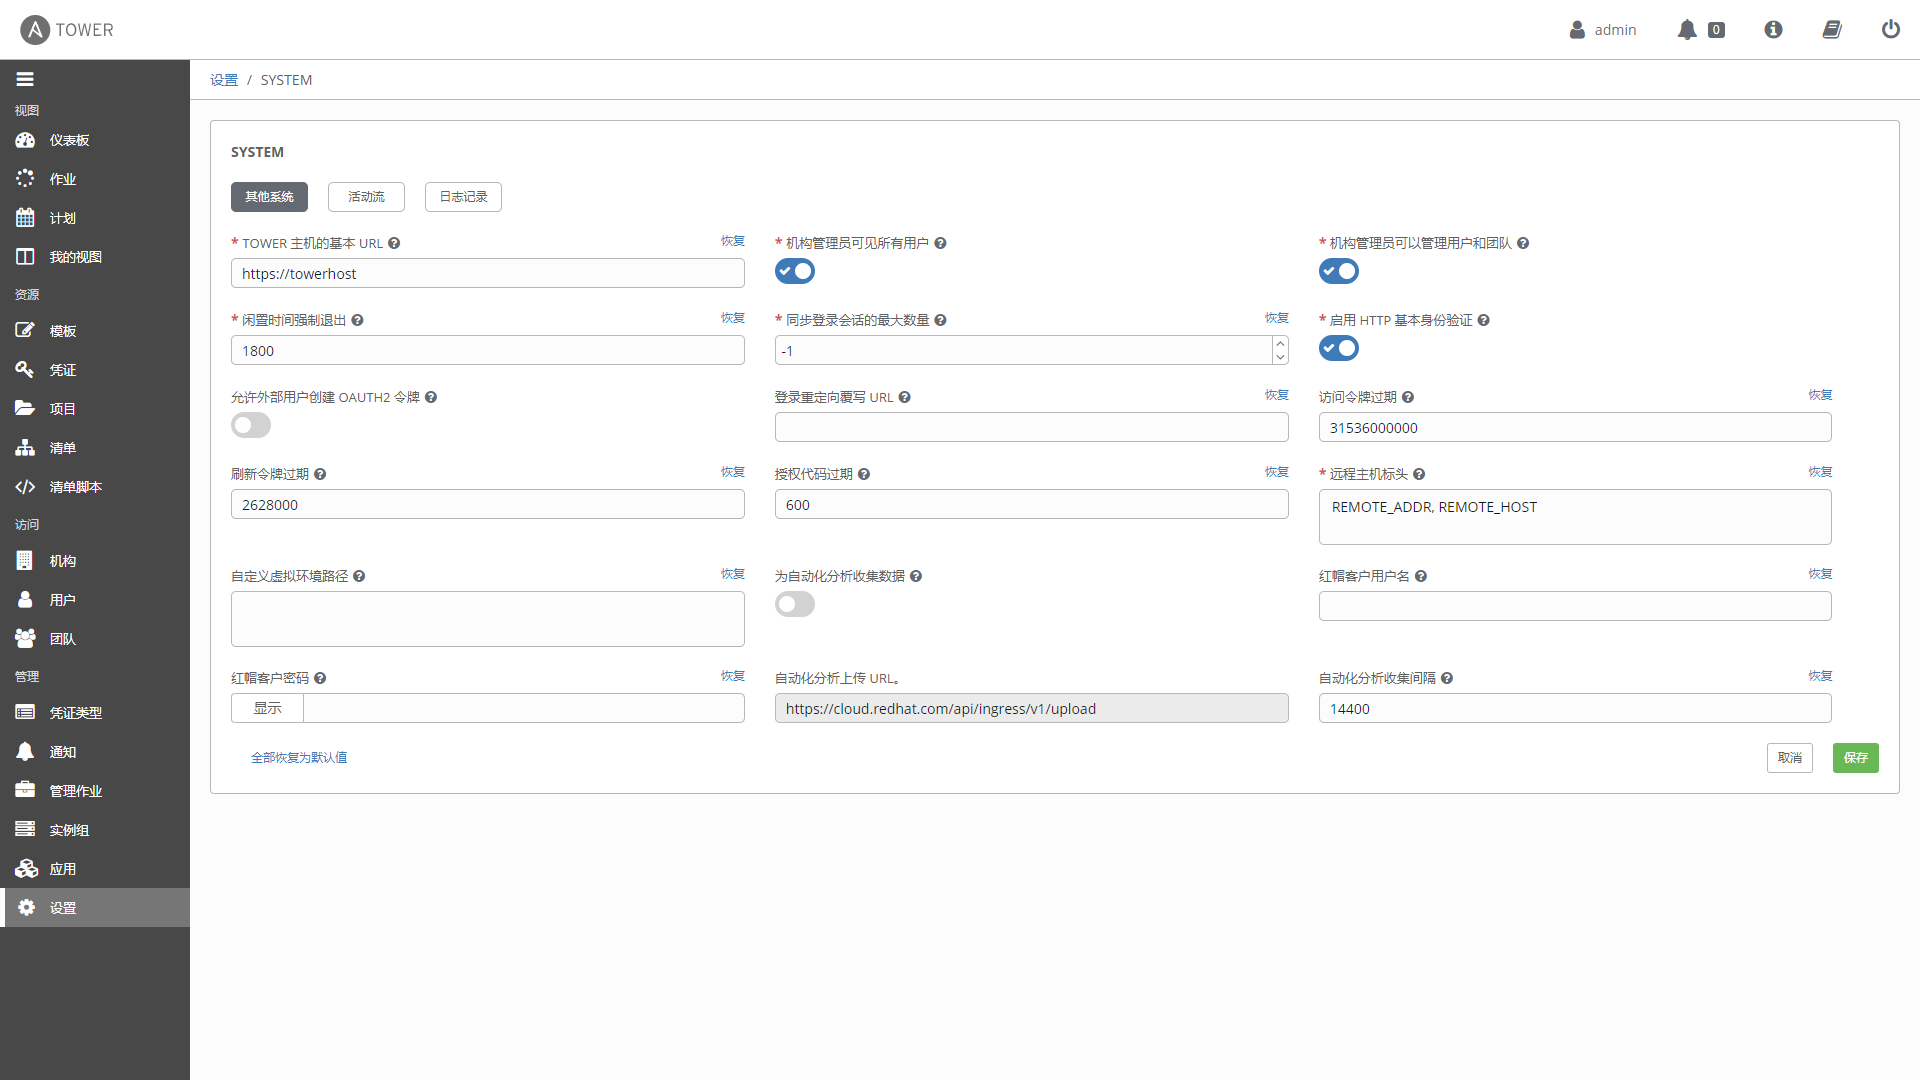 TOWER
admin
0
设置 / SYSTEM
视图
仪表板
作业
计划
我的视图
资源
模板
凭证
项目
清单
清单脚本
访问
机构
用户
团队
管理
凭证类型
通知
管理作业
实例组
应用
设置
SYSTEM
其他系统 活动流 日志记录
* TOWER 主机的基本 URL 恢复
https://towerhost
* 机构管理员可见所有用户
* 机构管理员可以管理用户和团队
* 闲置时间强制退出 恢复
1800
* 同步登录会话的最大数量 恢复
-1
* 启用 HTTP 基本身份验证
允许外部用户创建 OAUTH2 令牌
登录重定向覆写 URL 恢复
访问令牌过期 恢复
31536000000
刷新令牌过期 恢复
2628000
授权代码过期 恢复
600
* 远程主机标头 恢复
REMOTE_ADDR, REMOTE_HOST
自定义虚拟环境路径 恢复
为自动化分析收集数据
红帽客户用户名 恢复
红帽客户密码 恢复
显示
自动化分析上传 URL。
https://cloud.redhat.com/api/ingress/v1/upload
自动化分析收集间隔 恢复
14400
全部恢复为默认值
取消 保存